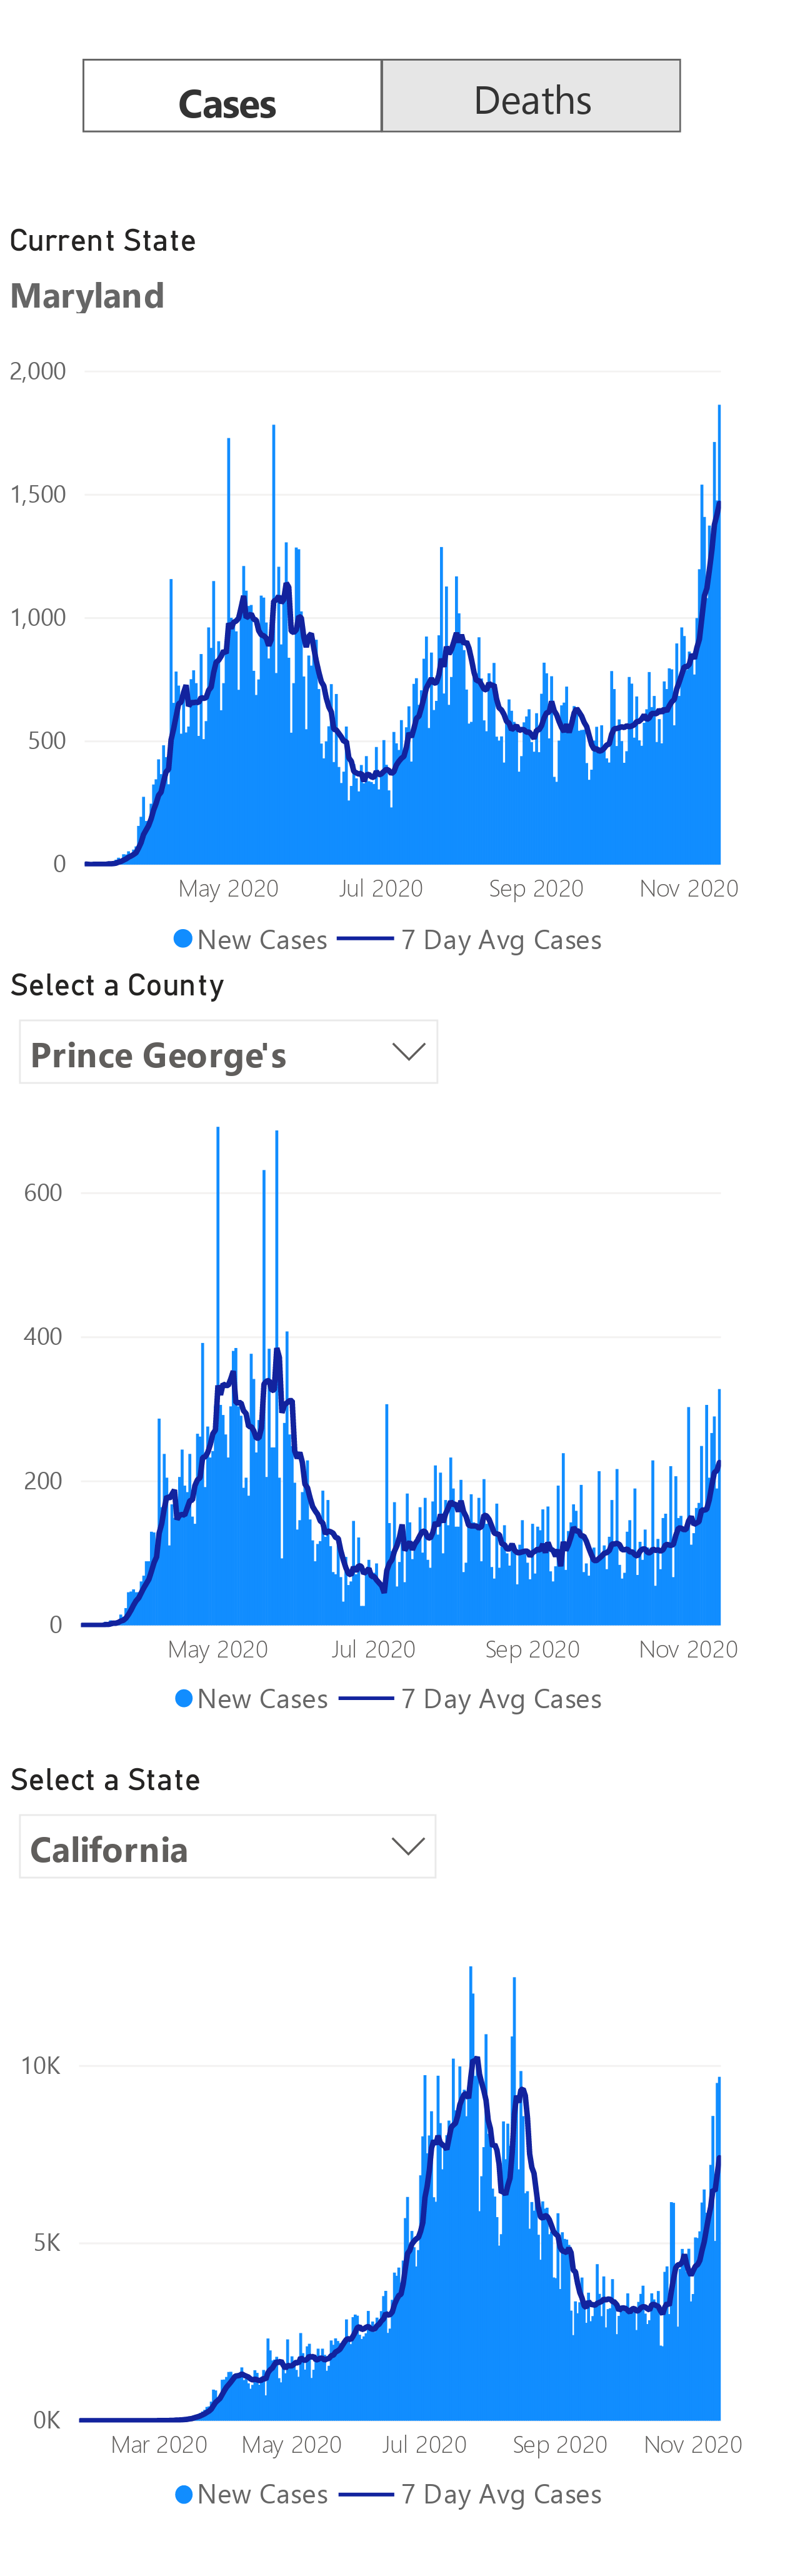 Cases Deaths
Current State
Maryland
2,000
1,500
1,000
500
0
May 2020 Jul 2020 Sep 2020 Nov 2020
New Cases 7 Day Avg Cases
Select a County
Prince George's
600
400
200
0
May 2020 Jul 2020 Sep 2020 Nov 2020
New Cases 7 Day Avg Cases
Select a State
California
10K
5K
0K
Mar 2020 May 2020 Jul 2020 Sep 2020 Nov 2020
New Cases 7 Day Avg Cases